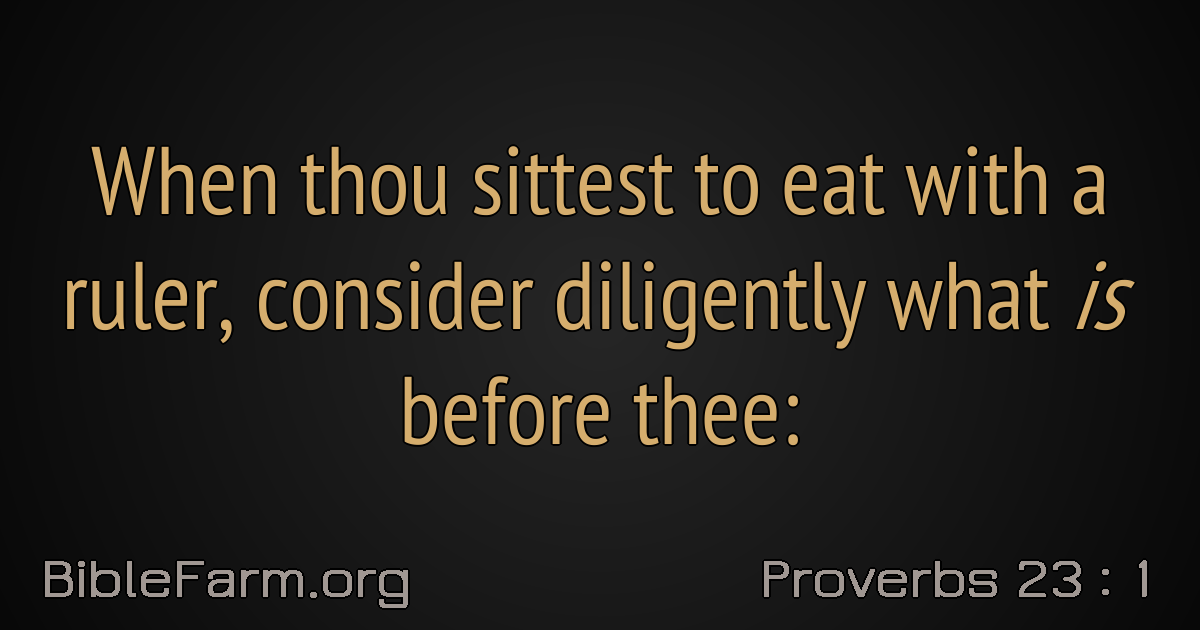 When thou sittest to eat with a
ruler, consider diligently what is
before thee:
BibleFarm.org
Proverbs 23 : 1